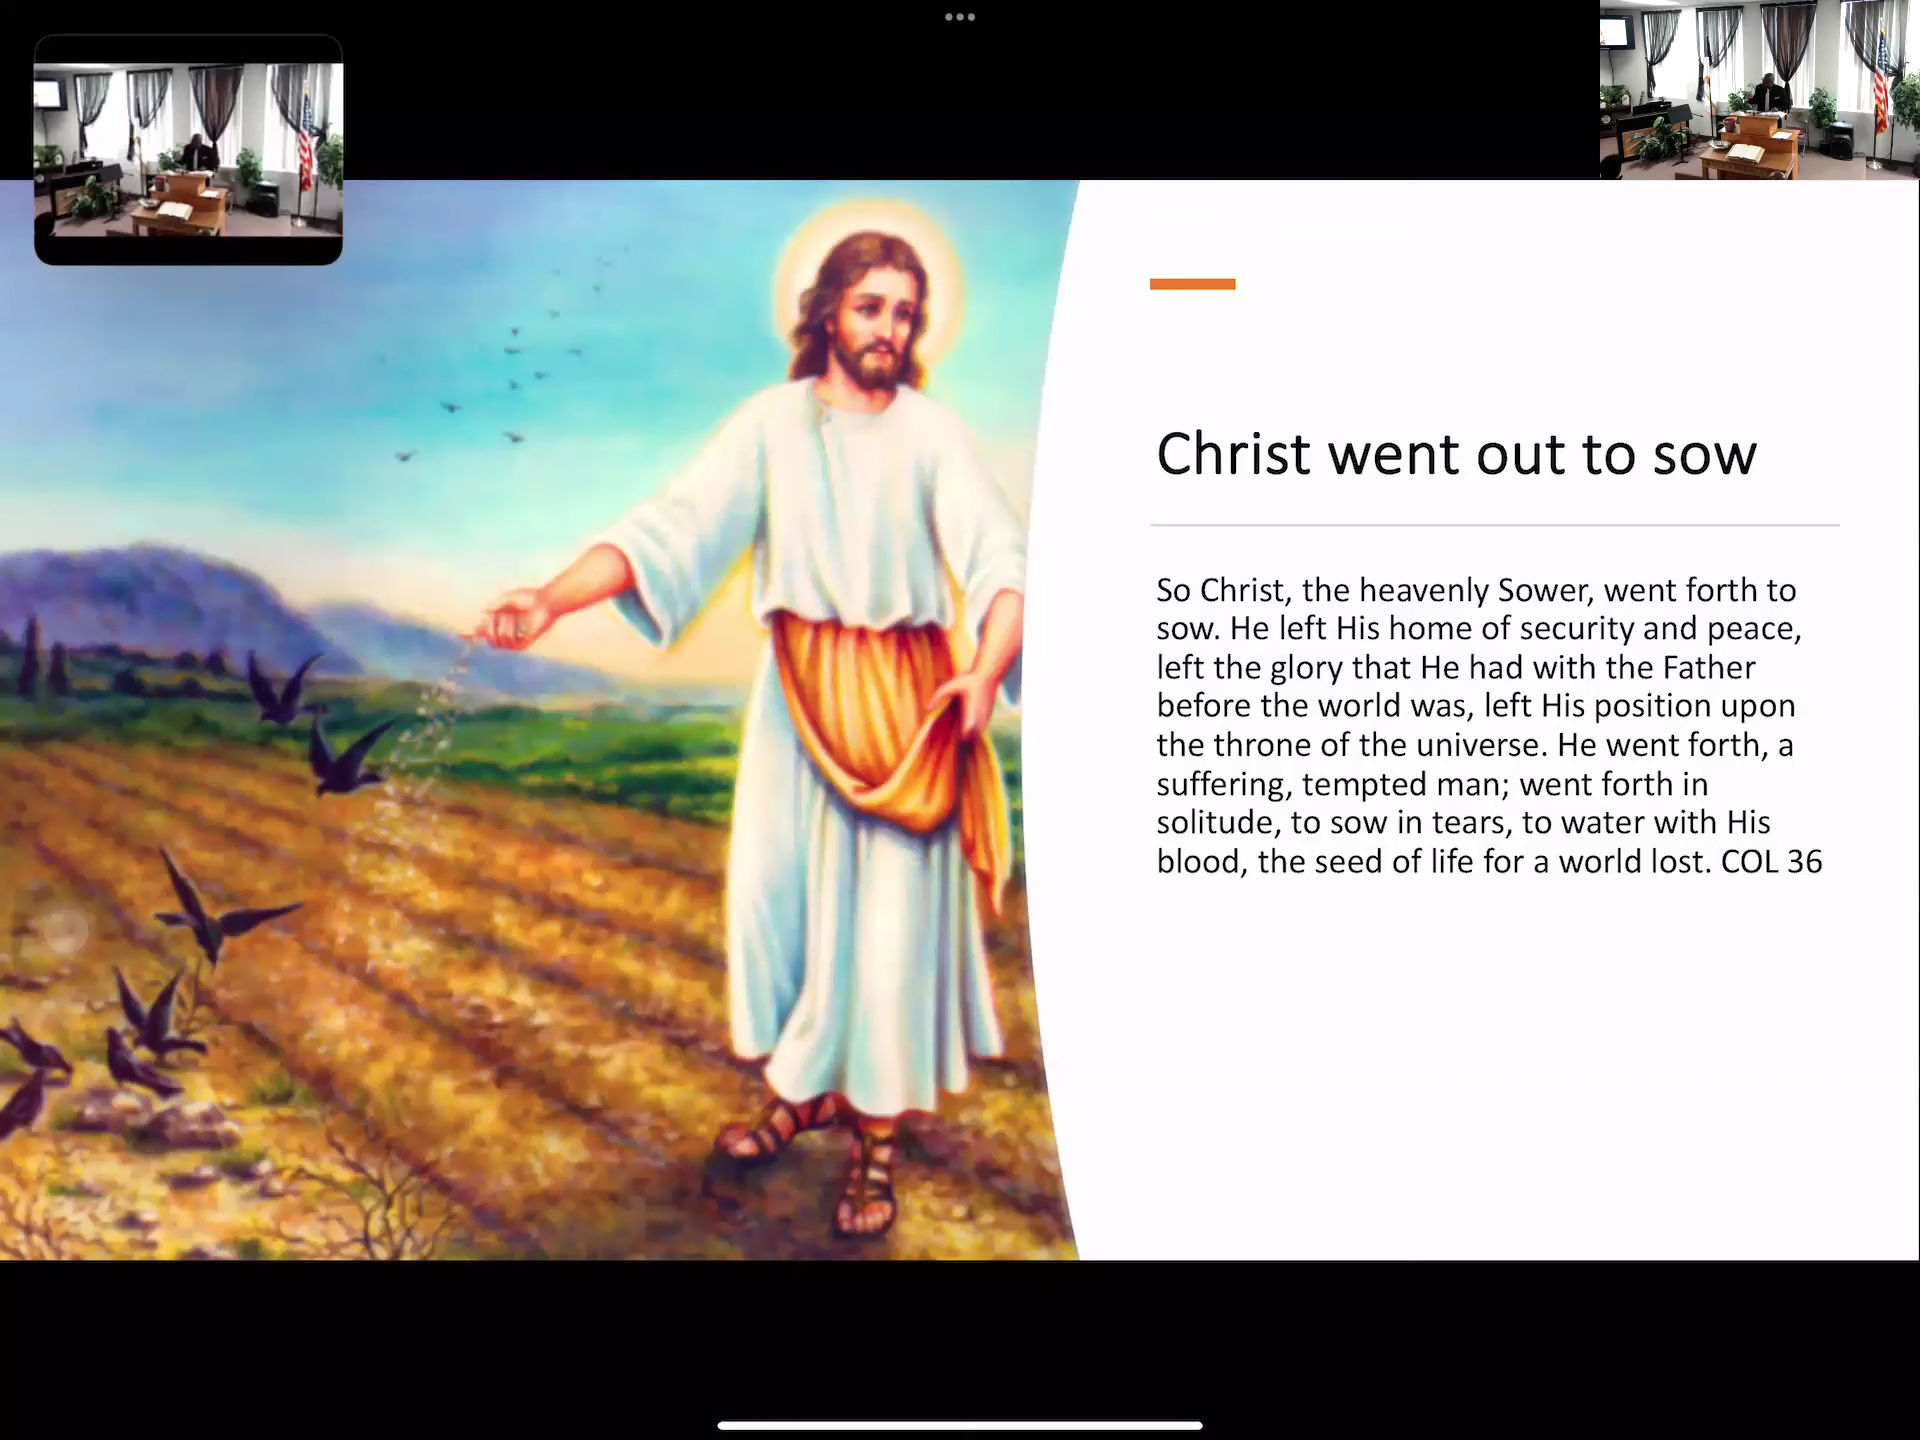 Christ went out to sow
So Christ, the heavenly Sower, went forth to
sow. He left His home of security and peace,
left the glory that He had with the Father
before the world was, left His position upon
the throne of the universe. He went forth, a
suffering, tempted man; went forth in
solitude, to sow in tears, to water with His
blood, the seed of life for a world lost. COL 36